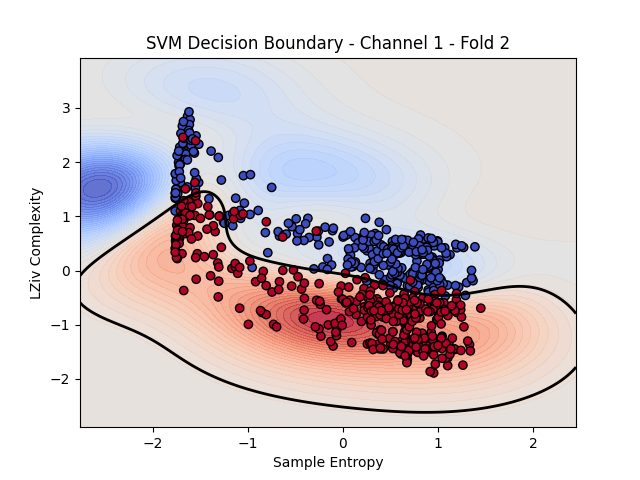 SVM Decision Boundary - Channel 1 - Fold 2
LZiv Complexity
3
2
1
0
−1
−2
−2 −1 0 1 2
Sample Entropy